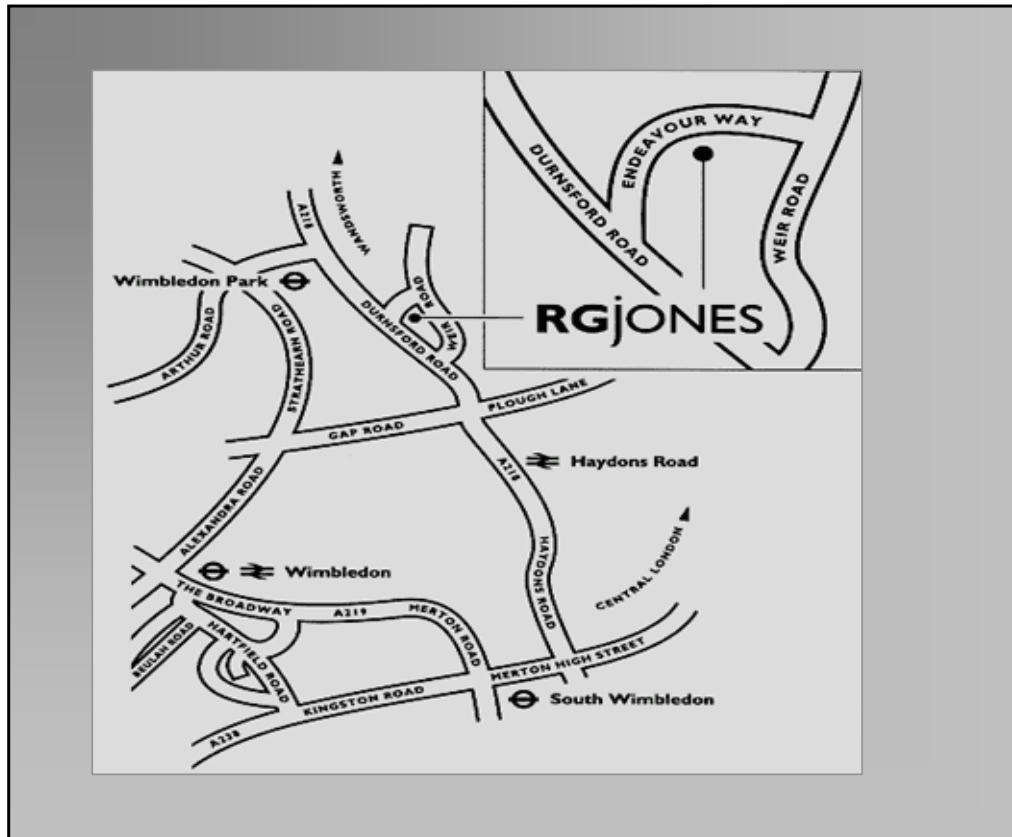 ENDEAVOUR WAY
DURNSFORD ROAD
WEIR ROAD
RGjONES
WANDSWORTH
A218
Wimbledon Park
ARTHUR ROAD
STRATHEARN ROAD
DURNSFORD ROAD
WEIR ROAD
GAP ROAD
PLOUGH LANE
A218
Haydons Road
ALEXANDRA ROAD
Wimbledon
THE BROADWAY
A219
MERTON ROAD
HAYDONS ROAD
CENTRAL LONDON
BEULAH ROAD
HARTFIELD ROAD
KINGSTON ROAD
MERTON HIGH STREET
South Wimbledon
A238